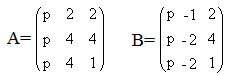 A= ( p 2 2 ) B= ( p -1 2 )
( p 4 4 ) ( p -2 4 )
( p 4 1 ) ( p -2 1 )